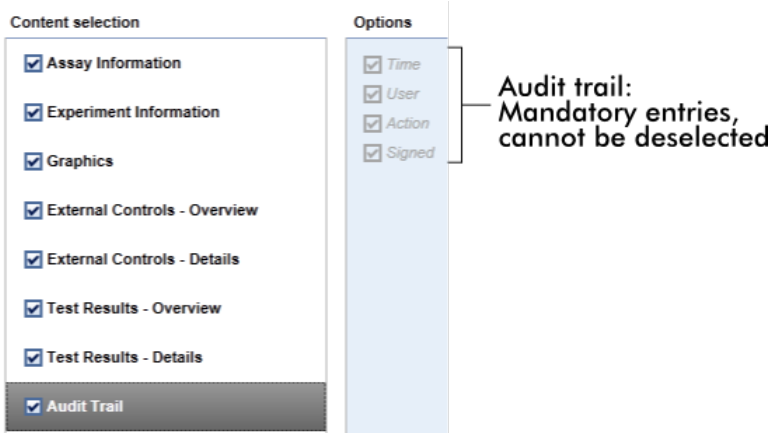 Content selection
Assay Information
Experiment Information
Graphics
External Controls - Overview
External Controls - Details
Test Results - Overview
Test Results - Details
Audit Trail
Options
Time
User
Action
Signed
Audit trail:
Mandatory entries,
cannot be deselected